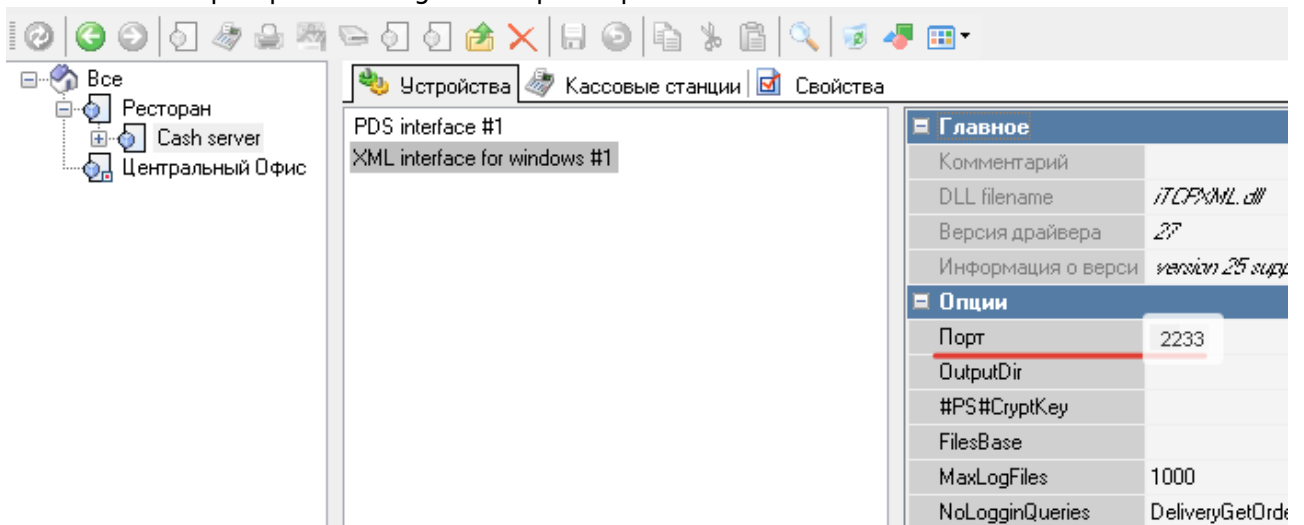 Все
Ресторан
Cash server
Центральный Офис
Устройства
Кассовые станции
Свойства
PDS interface #1
XML interface for windows #1
Главное
Комментарий
DLL filename
iTCPXML.dll
Версия драйвера
27
Информация о верси
version 25 supp
Опции
Порт
2233
OutputDir
#PS#CryptKey
FilesBase
MaxLogFiles
1000
NoLogginQueries
DeliveryGetOrde